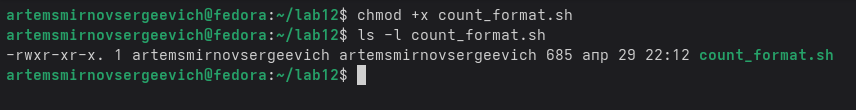 artemsmirnovsergeevich@fedora:~/lab12$ chmod +x count_format.sh
artemsmirnovsergeevich@fedora:~/lab12$ ls -l count_format.sh
-rwxr-xr-x. 1 artemsmirnovsergeevich artemsmirnovsergeevich 685 апр 29 22:12 count_format.sh
artemsmirnovsergeevich@fedora:~/lab12$